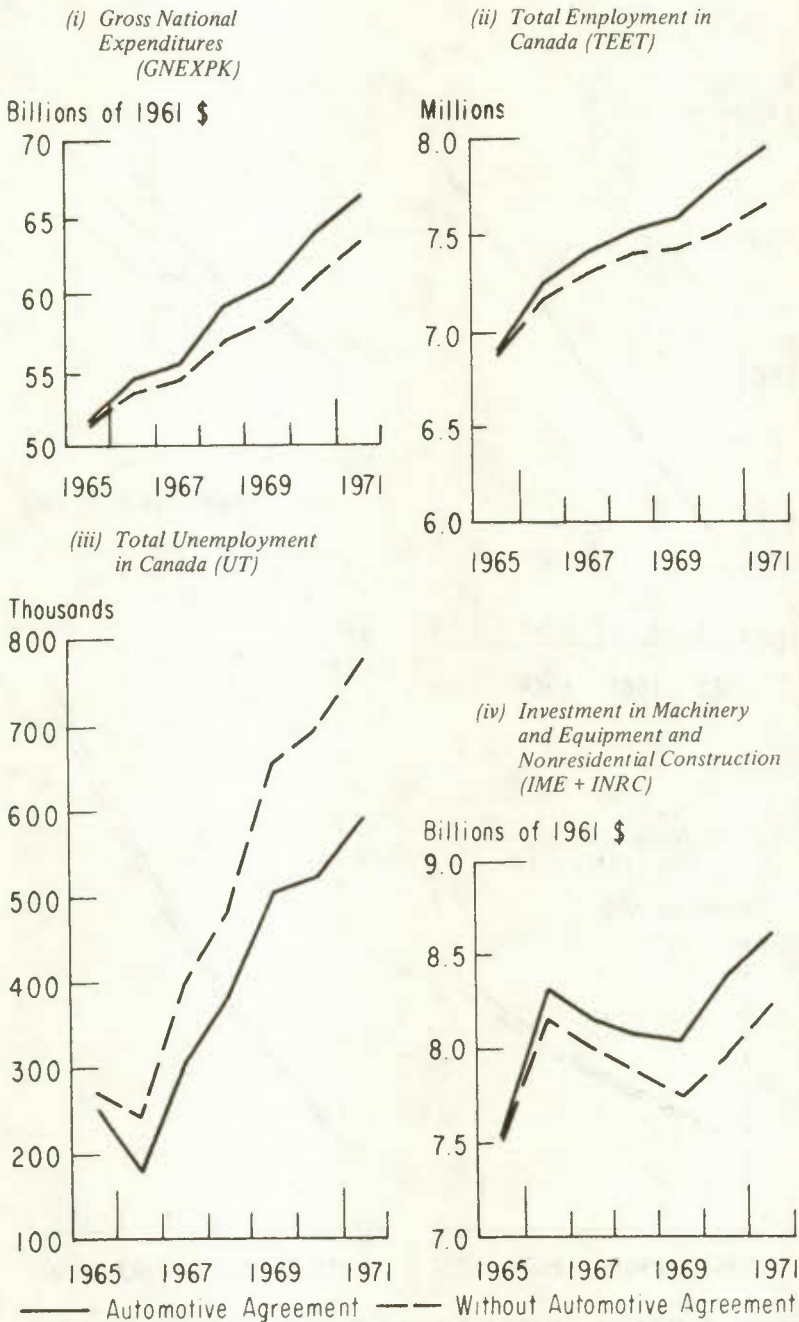 (i) Gross National
Expenditures
(GNEXPK)
Billions of 1961 $
70
65
60
55
50
1965 1967 1969 1971
(ii) Total Employment in
Canada (TEET)
Millions
8.0
7.5
7.0
6.5
6.0
1965 1967 1969 1971
(iii) Total Unemployment
in Canada (UT)
Thousands
800
700
600
500
400
300
200
100
1965 1967 1969 1971
(iv) Investment in Machinery
and Equipment and
Nonresidential Construction
(IME + INRC)
Billions of 1961 $
9.0
8.5
8.0
7.5
7.0
1965 1967 1969 1971
Automotive Agreement Without Automotive Agreement